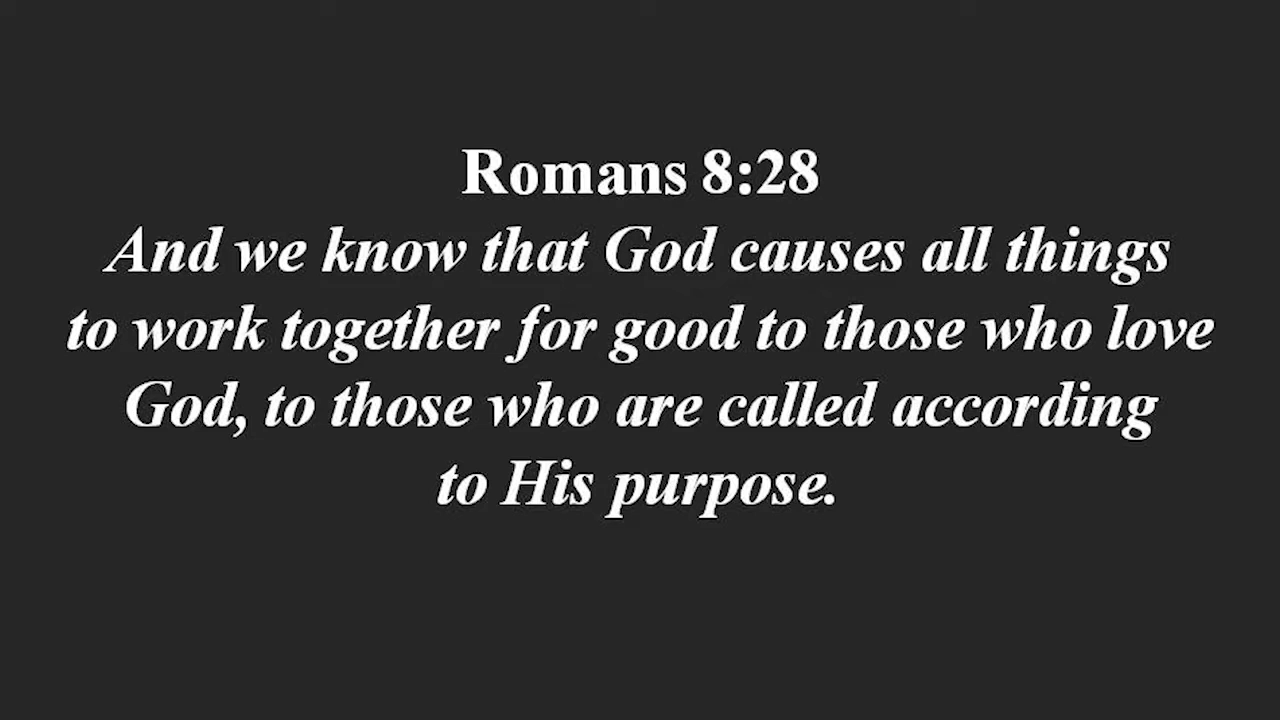 Romans 8:28
And we know that God causes all things
to work together for good to those who love
God, to those who are called according
to His purpose.